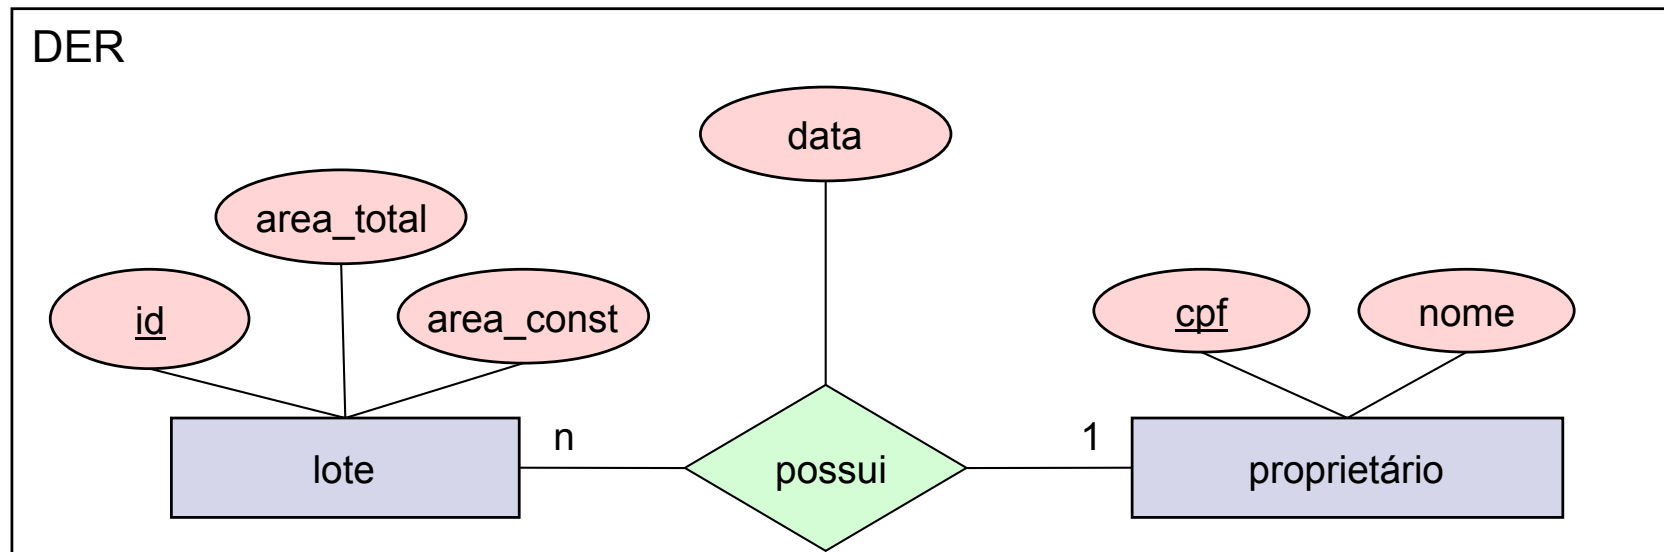 DER
data
area_total
id
area_const
cpf
nome
lote
n
possui
1
proprietário